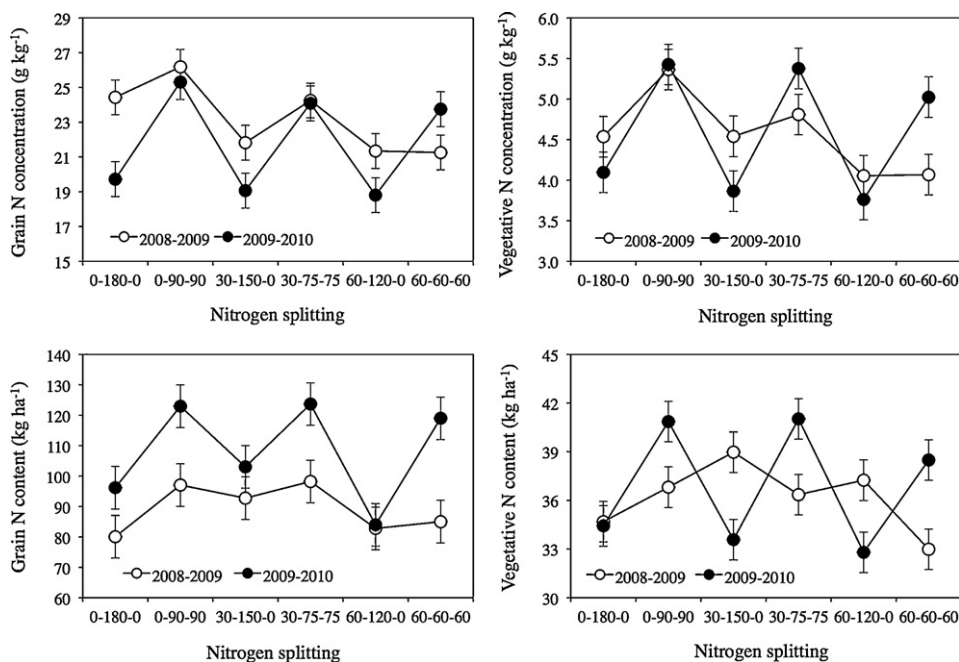 Grain N concentration (g kg⁻¹)
29
27
25
23
21
19
17
15
2008-2009 2009-2010
0-180-0 0-90-90 30-150-0 30-75-75 60-120-0 60-60-60
Nitrogen splitting
Vegetative N concentration (g kg⁻¹)
6.0
5.5
5.0
4.5
4.0
3.5
3.0
2008-2009 2009-2010
0-180-0 0-90-90 30-150-0 30-75-75 60-120-0 60-60-60
Nitrogen splitting
Grain N content (kg ha⁻¹)
140
130
120
110
100
90
80
70
60
2008-2009 2009-2010
0-180-0 0-90-90 30-150-0 30-75-75 60-120-0 60-60-60
Nitrogen splitting
Vegetative N content (kg ha⁻¹)
45
42
39
36
33
30
2008-2009 2009-2010
0-180-0 0-90-90 30-150-0 30-75-75 60-120-0 60-60-60
Nitrogen splitting